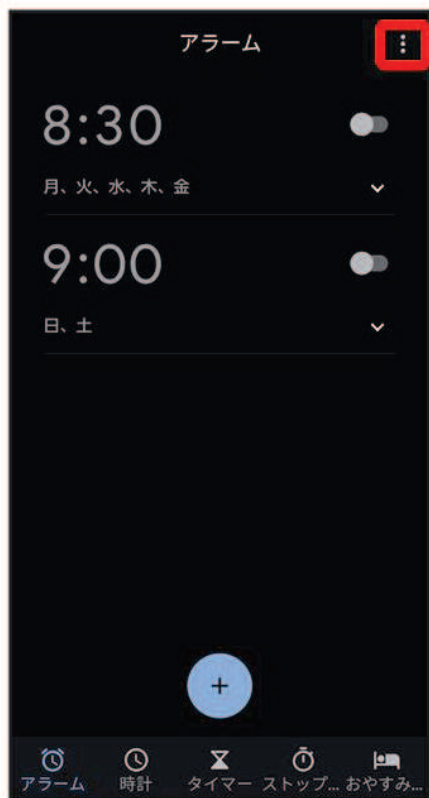 アラーム
8:30
月、火、水、木、金
9:00
日、土
アラーム 時計 タイマー ストップ... おやすみ...